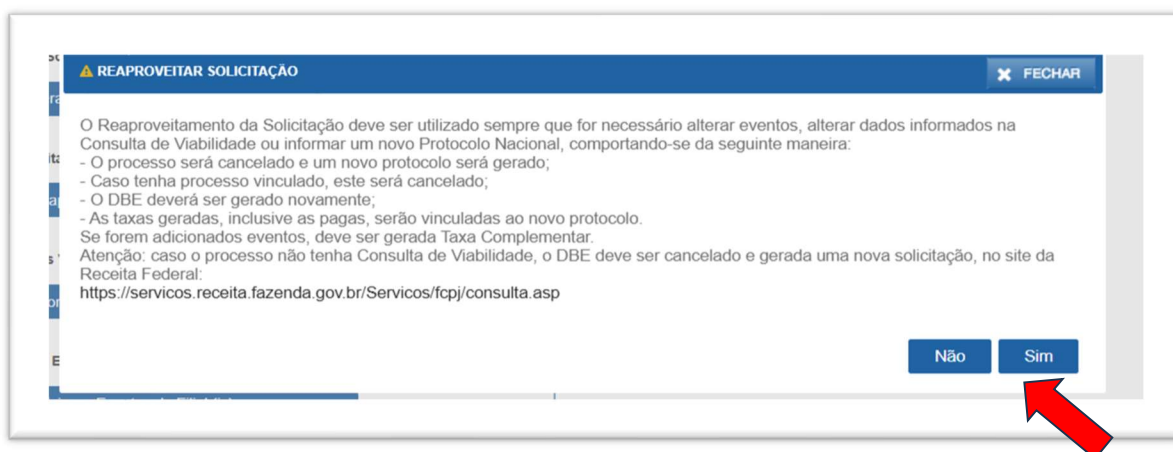 REAPROVEITAR SOLICITAÇÃO
FECHAR
O Reaproveitamento da Solicitação deve ser utilizado sempre que for necessário alterar eventos, alterar dados informados na
Consulta de Viabilidade ou informar um novo Protocolo Nacional, comportando-se da seguinte maneira:
- O processo será cancelado e um novo protocolo será gerado;
- Caso tenha processo vinculado, este será cancelado;
- O DBE deverá ser gerado novamente;
- As taxas geradas, inclusive as pagas, serão vinculadas ao novo protocolo.
Se forem adicionados eventos, deve ser gerada Taxa Complementar.
Atenção: caso o processo não tenha Consulta de Viabilidade, o DBE deve ser cancelado e gerada uma nova solicitação, no site da
Receita Federal:
https://servicos.receita.fazenda.gov.br/Servicos/fcpj/consulta.asp
Não Sim